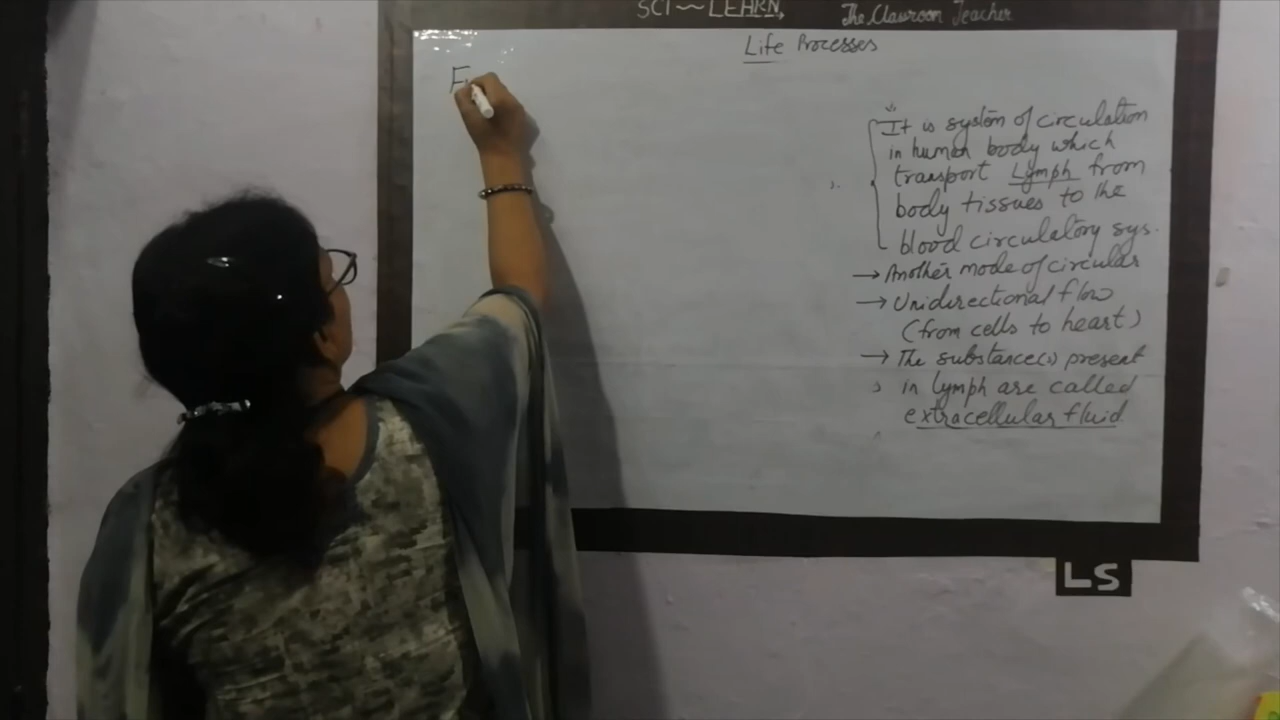 SCI~LEARN, The Classroon Teacher
Life Processes
It is system of circulation
in human body which
transport Lymph from
body tissues to the
blood circulatory sys.
→ Another mode of circular
→ Unidirectional flow
(from cells to heart)
→ The substance(s) present
in lymph are called
extracellular fluid
LS